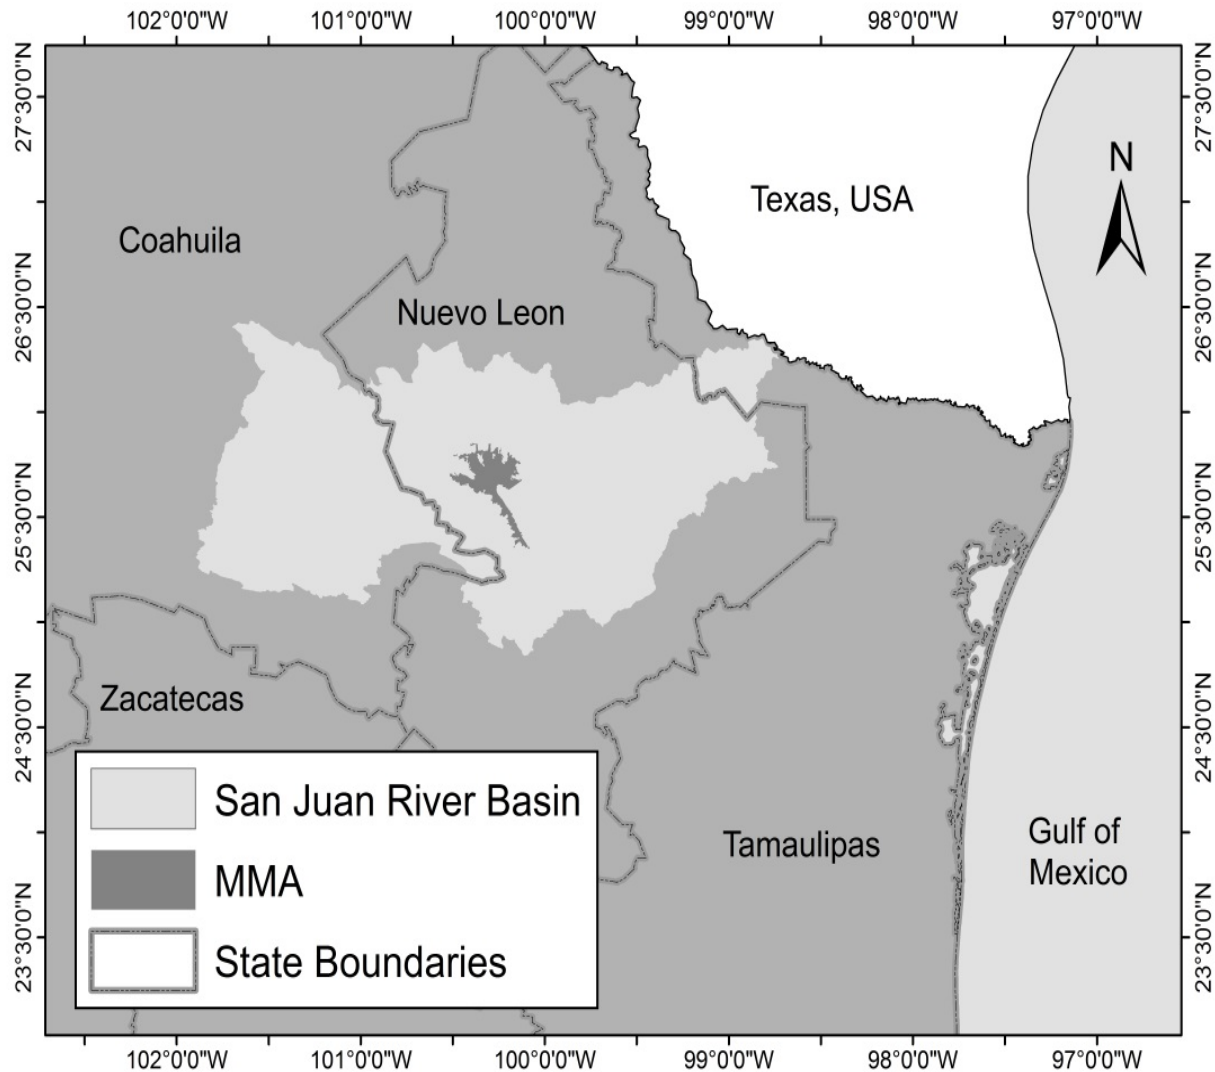 102°0'0"W 101°0'0"W 100°0'0"W 99°0'0"W 98°0'0"W 97°0'0"W
27°30'0"N
26°30'0"N
25°30'0"N
24°30'0"N
23°30'0"N
N
Texas, USA
Coahuila
Nuevo Leon
Zacatecas
San Juan River Basin
MMA
State Boundaries
Tamaulipas
Gulf of
Mexico
27°30'0"N
26°30'0"N
25°30'0"N
24°30'0"N
23°30'0"N
102°0'0"W 101°0'0"W 100°0'0"W 99°0'0"W 98°0'0"W 97°0'0"W